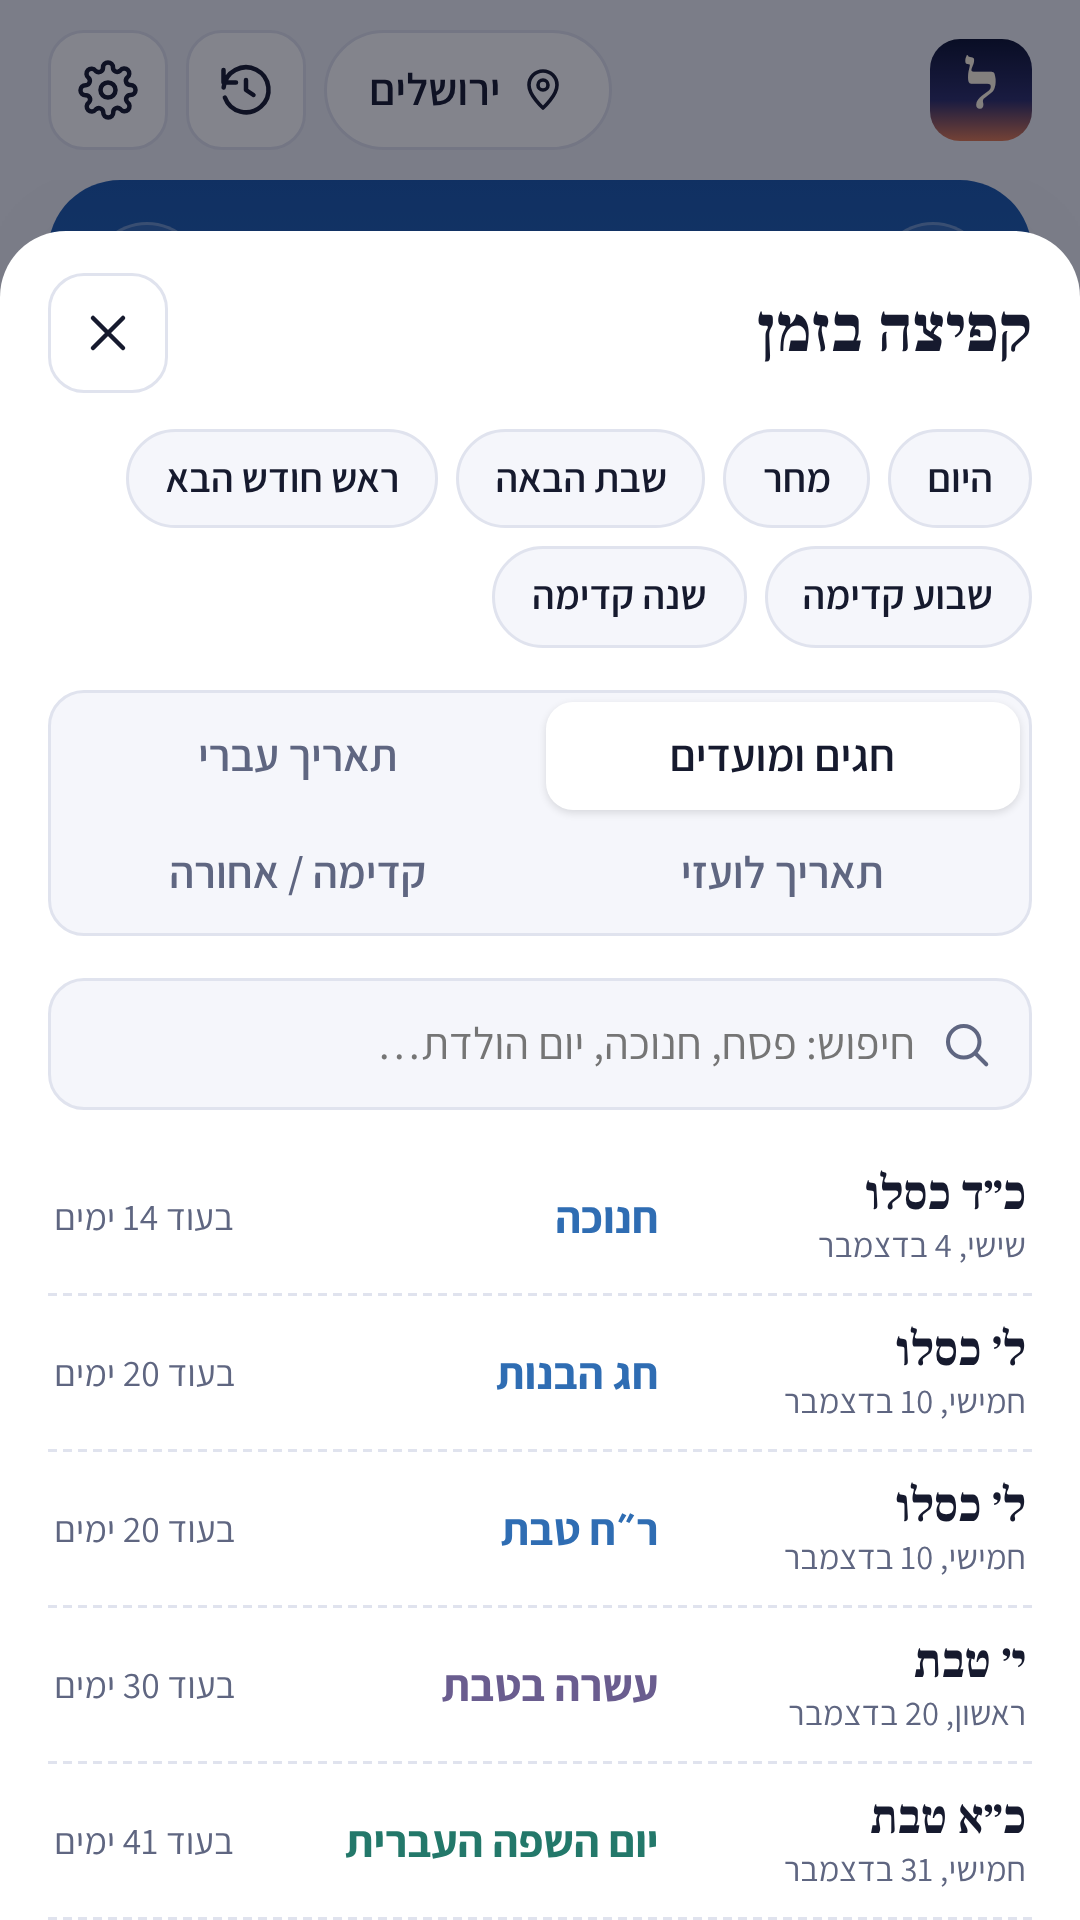 ל
ירושלים
קפיצה בזמן
היום
מחר
שבת הבאה
ראש חודש הבא
שבוע קדימה
שנה קדימה
חגים ומועדים
תאריך עברי
תאריך לועזי
קדימה / אחורה
חיפוש: פסח, חנוכה, יום הולדת...
כ״ד כסלו
שישי, 4 בדצמבר
חנוכה
בעוד 14 ימים
ל׳ כסלו
חמישי, 10 בדצמבר
חג הבנות
בעוד 20 ימים
ל׳ כסלו
חמישי, 10 בדצמבר
ר״ח טבת
בעוד 20 ימים
י׳ טבת
ראשון, 20 בדצמבר
עשרה בטבת
בעוד 30 ימים
כ״א טבת
חמישי, 31 בדצמבר
יום השפה העברית
בעוד 41 ימים